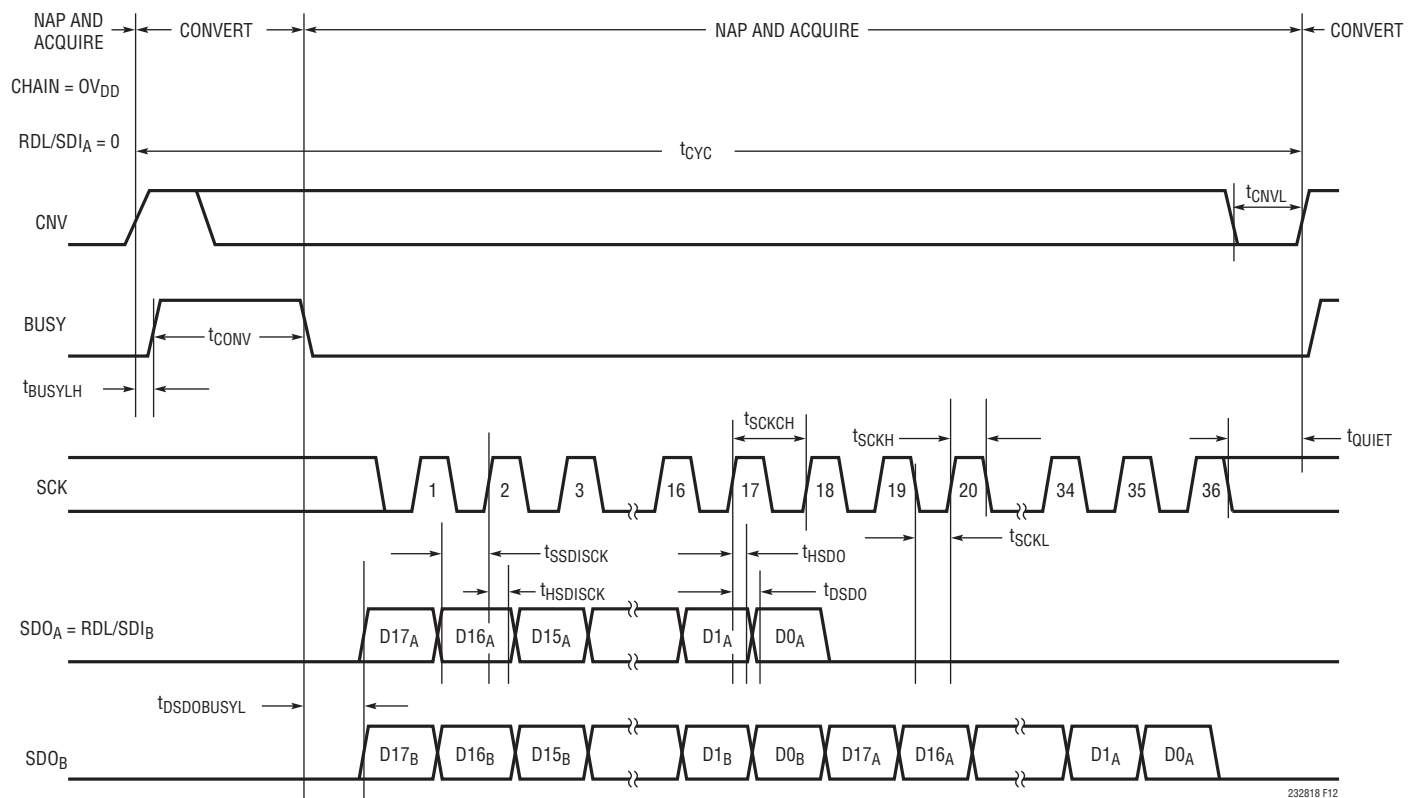 NAP AND
ACQUIRE
CONVERT
NAP AND ACQUIRE
CONVERT
CHAIN = OVDD
RDL/SDIA = 0
tCYC
CNV
tCNVL
BUSY
tCONV
tBUSYLH
tSCKCH
tSCKH
tQUIET
SCK
1
2
3
16
17
18
19
20
34
35
36
tSSDISCK
tHSDO
tSCKL
tHSDISCK
tDSDO
SDOA = RDL/SDIB
D17A
D16A
D15A
D1A
D0A
tDSDOBUSYL
SDOB
D17B
D16B
D15B
D1B
D0B
D17A
D16A
D1A
D0A
232818 F12